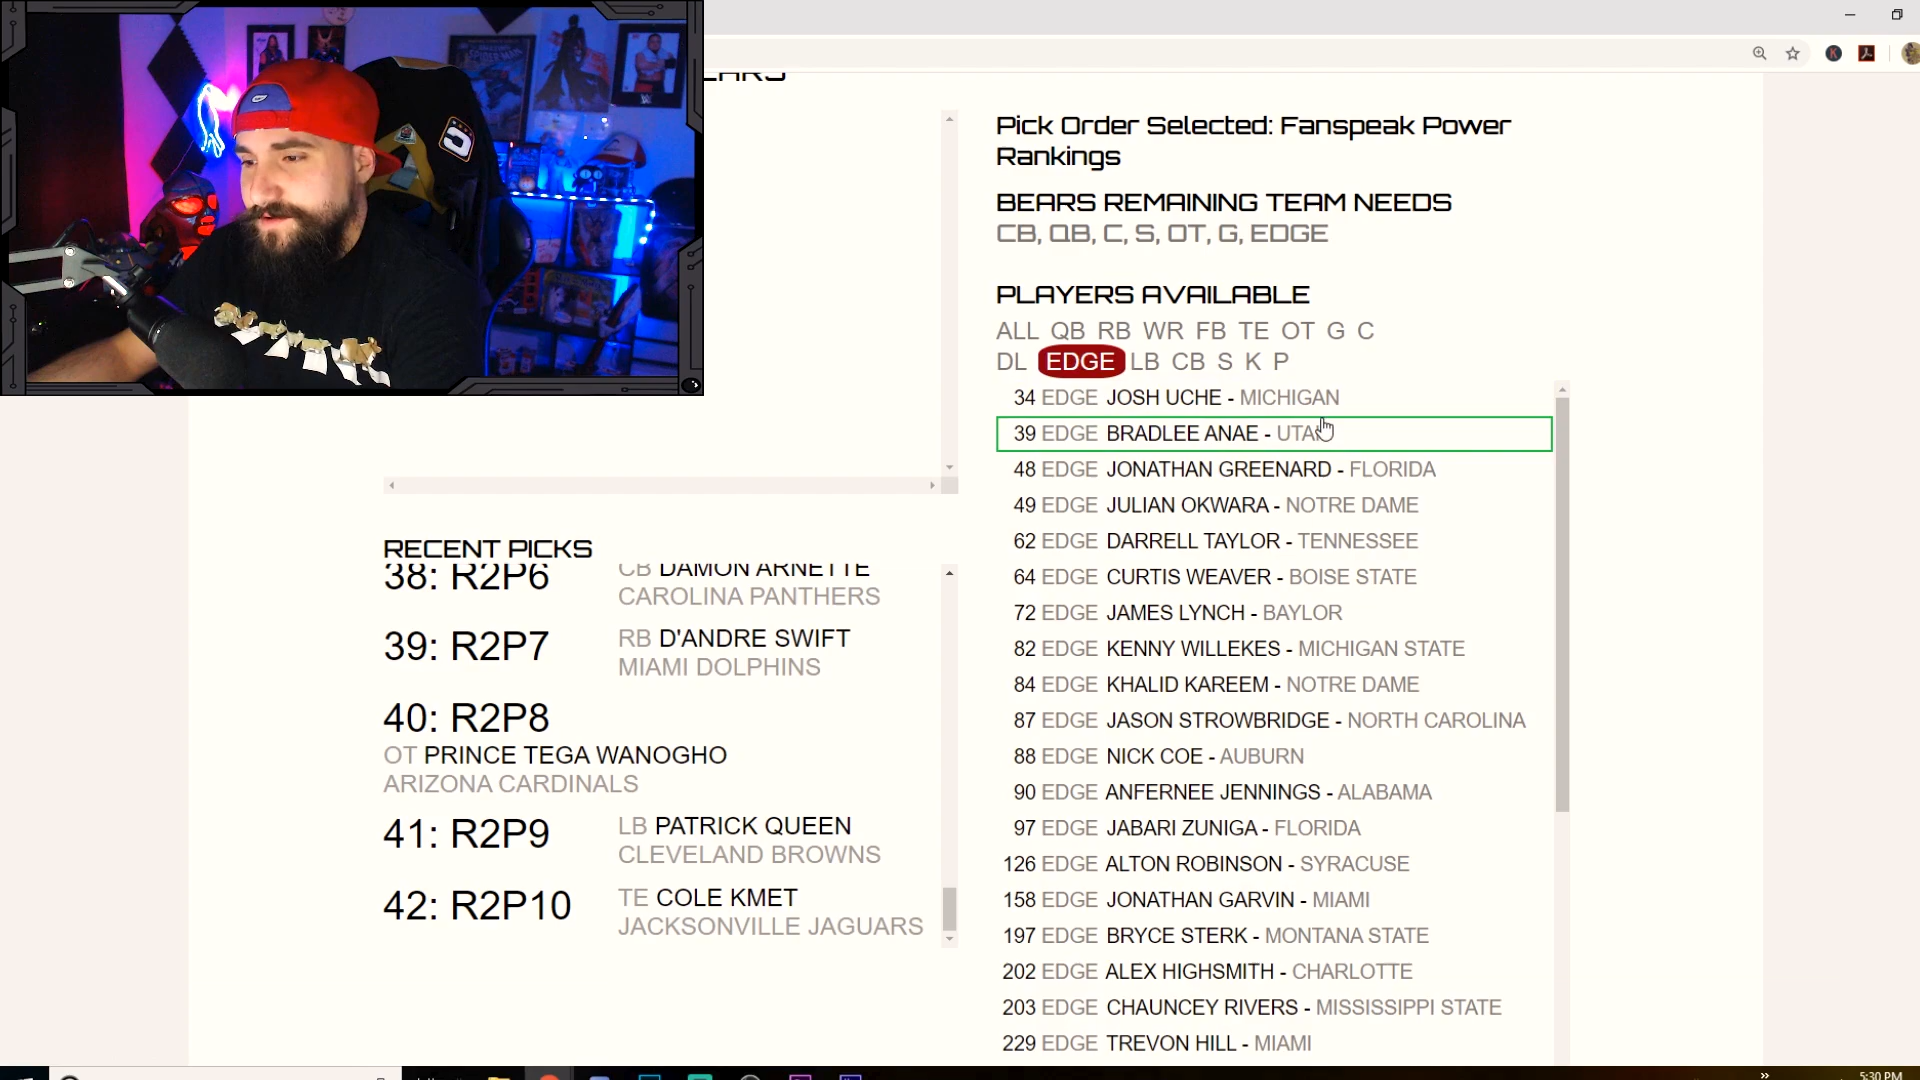 Pick Order Selected: Fanspeak Power
Rankings
BEARS REMAINING TEAM NEEDS
CB, QB, C, S, OT, G, EDGE
PLAYERS AVAILABLE
ALL QB RB WR FB TE OT G C
DL EDGE LB CB S K P
34 EDGE JOSH UCHE - MICHIGAN
39 EDGE BRADLEE ANAE -
48 EDGE JONATHAN GREENARD - FLORIDA
49 EDGE JULIAN OKWARA - NOTRE DAME
62 EDGE DARRELL TAYLOR - TENNESSEE
64 EDGE CURTIS WEAVER - BOISE STATE
72 EDGE JAMES LYNCH - BAYLOR
82 EDGE KENNY WILLEKES - MICHIGAN STATE
84 EDGE KHALID KAREEM - NOTRE DAME
87 EDGE JASON STROWBRIDGE - NORTH CAROLINA
88 EDGE NICK COE - AUBURN
90 EDGE ANFERNEE JENNINGS - ALABAMA
97 EDGE JABARI ZUNIGA - FLORIDA
126 EDGE ALTON ROBINSON - SYRACUSE
158 EDGE JONATHAN GARVIN - MIAMI
197 EDGE BRYCE STERK - MONTANA STATE
202 EDGE ALEX HIGHSMITH - CHARLOTTE
203 EDGE CHAUNCEY RIVERS - MISSISSIPPI STATE
229 EDGE TREVON HILL - MIAMI
RECENT PICKS
38: R2P6 CB DAMON ARNETTE
CAROLINA PANTHERS
39: R2P7 RB D'ANDRE SWIFT
MIAMI DOLPHINS
40: R2P8
OT PRINCE TEGA WANOGHO
ARIZONA CARDINALS
41: R2P9 LB PATRICK QUEEN
CLEVELAND BROWNS
42: R2P10 TE COLE KMET
JACKSONVILLE JAGUARS
5:30 PM